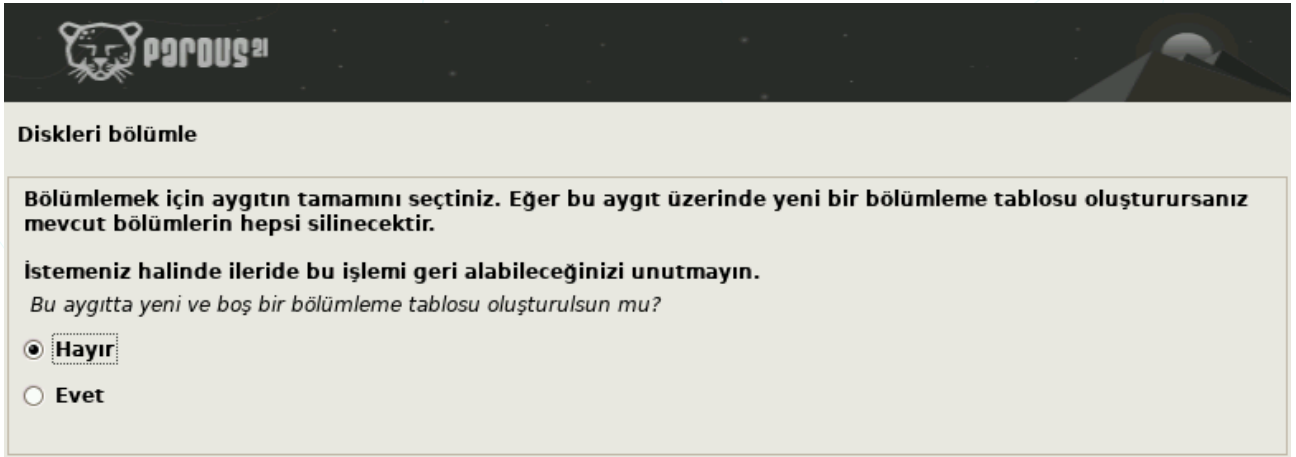 PARDUS 21
Diskleri bölümle
Bölümlemek için aygıtın tamamını seçtiniz. Eğer bu aygıt üzerinde yeni bir bölümleme tablosu oluşturursanız
mevcut bölümlerin hepsi silinecektir.
İstemeniz halinde ileride bu işlemi geri alabileceğinizi unutmayın.
Bu aygıtta yeni ve boş bir bölümleme tablosu oluşturulsun mu?
Hayır
Evet